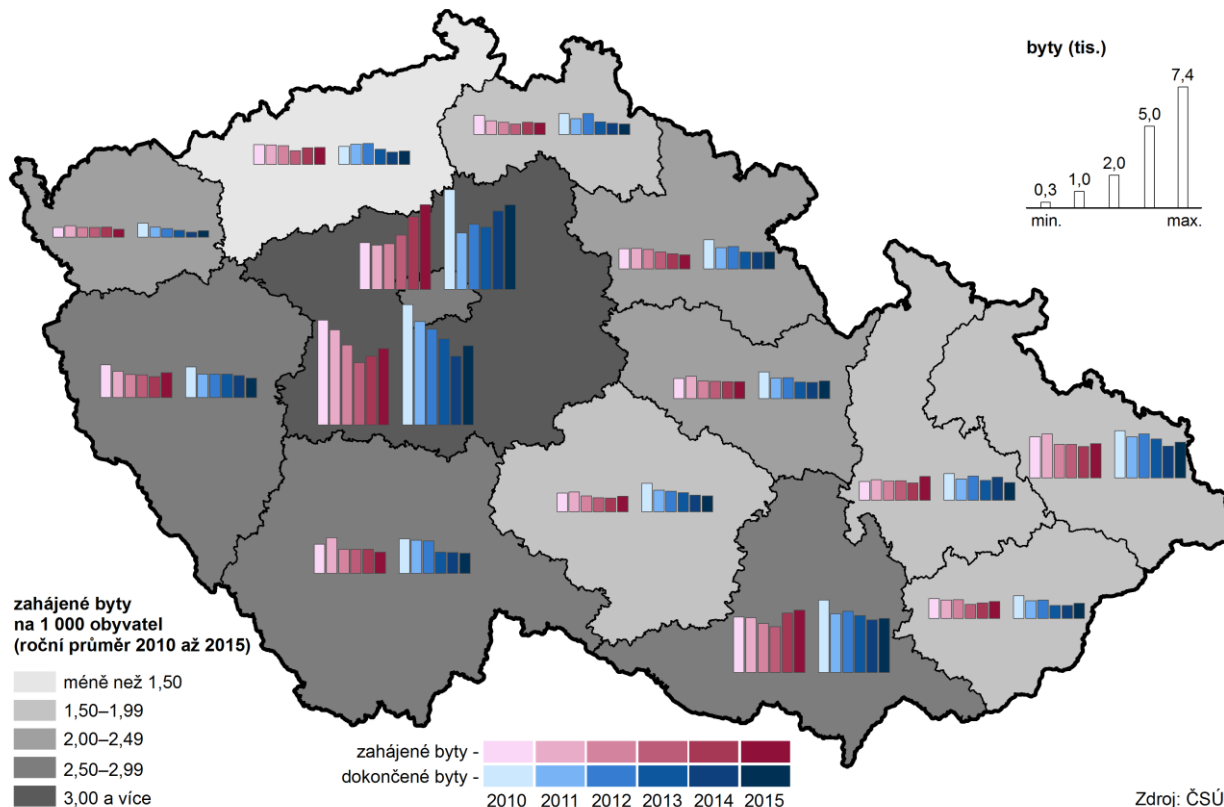 byty (tis.)
7,4
5,0
2,0
1,0
0,3
min.
max.
zahájené byty
na 1 000 obyvatel
(roční průměr 2010 až 2015)
méně než 1,50
1,50–1,99
2,00–2,49
2,50–2,99
3,00 a více
zahájené byty -
dokončené byty -
2010 2011 2012 2013 2014 2015
Zdroj: ČSÚ